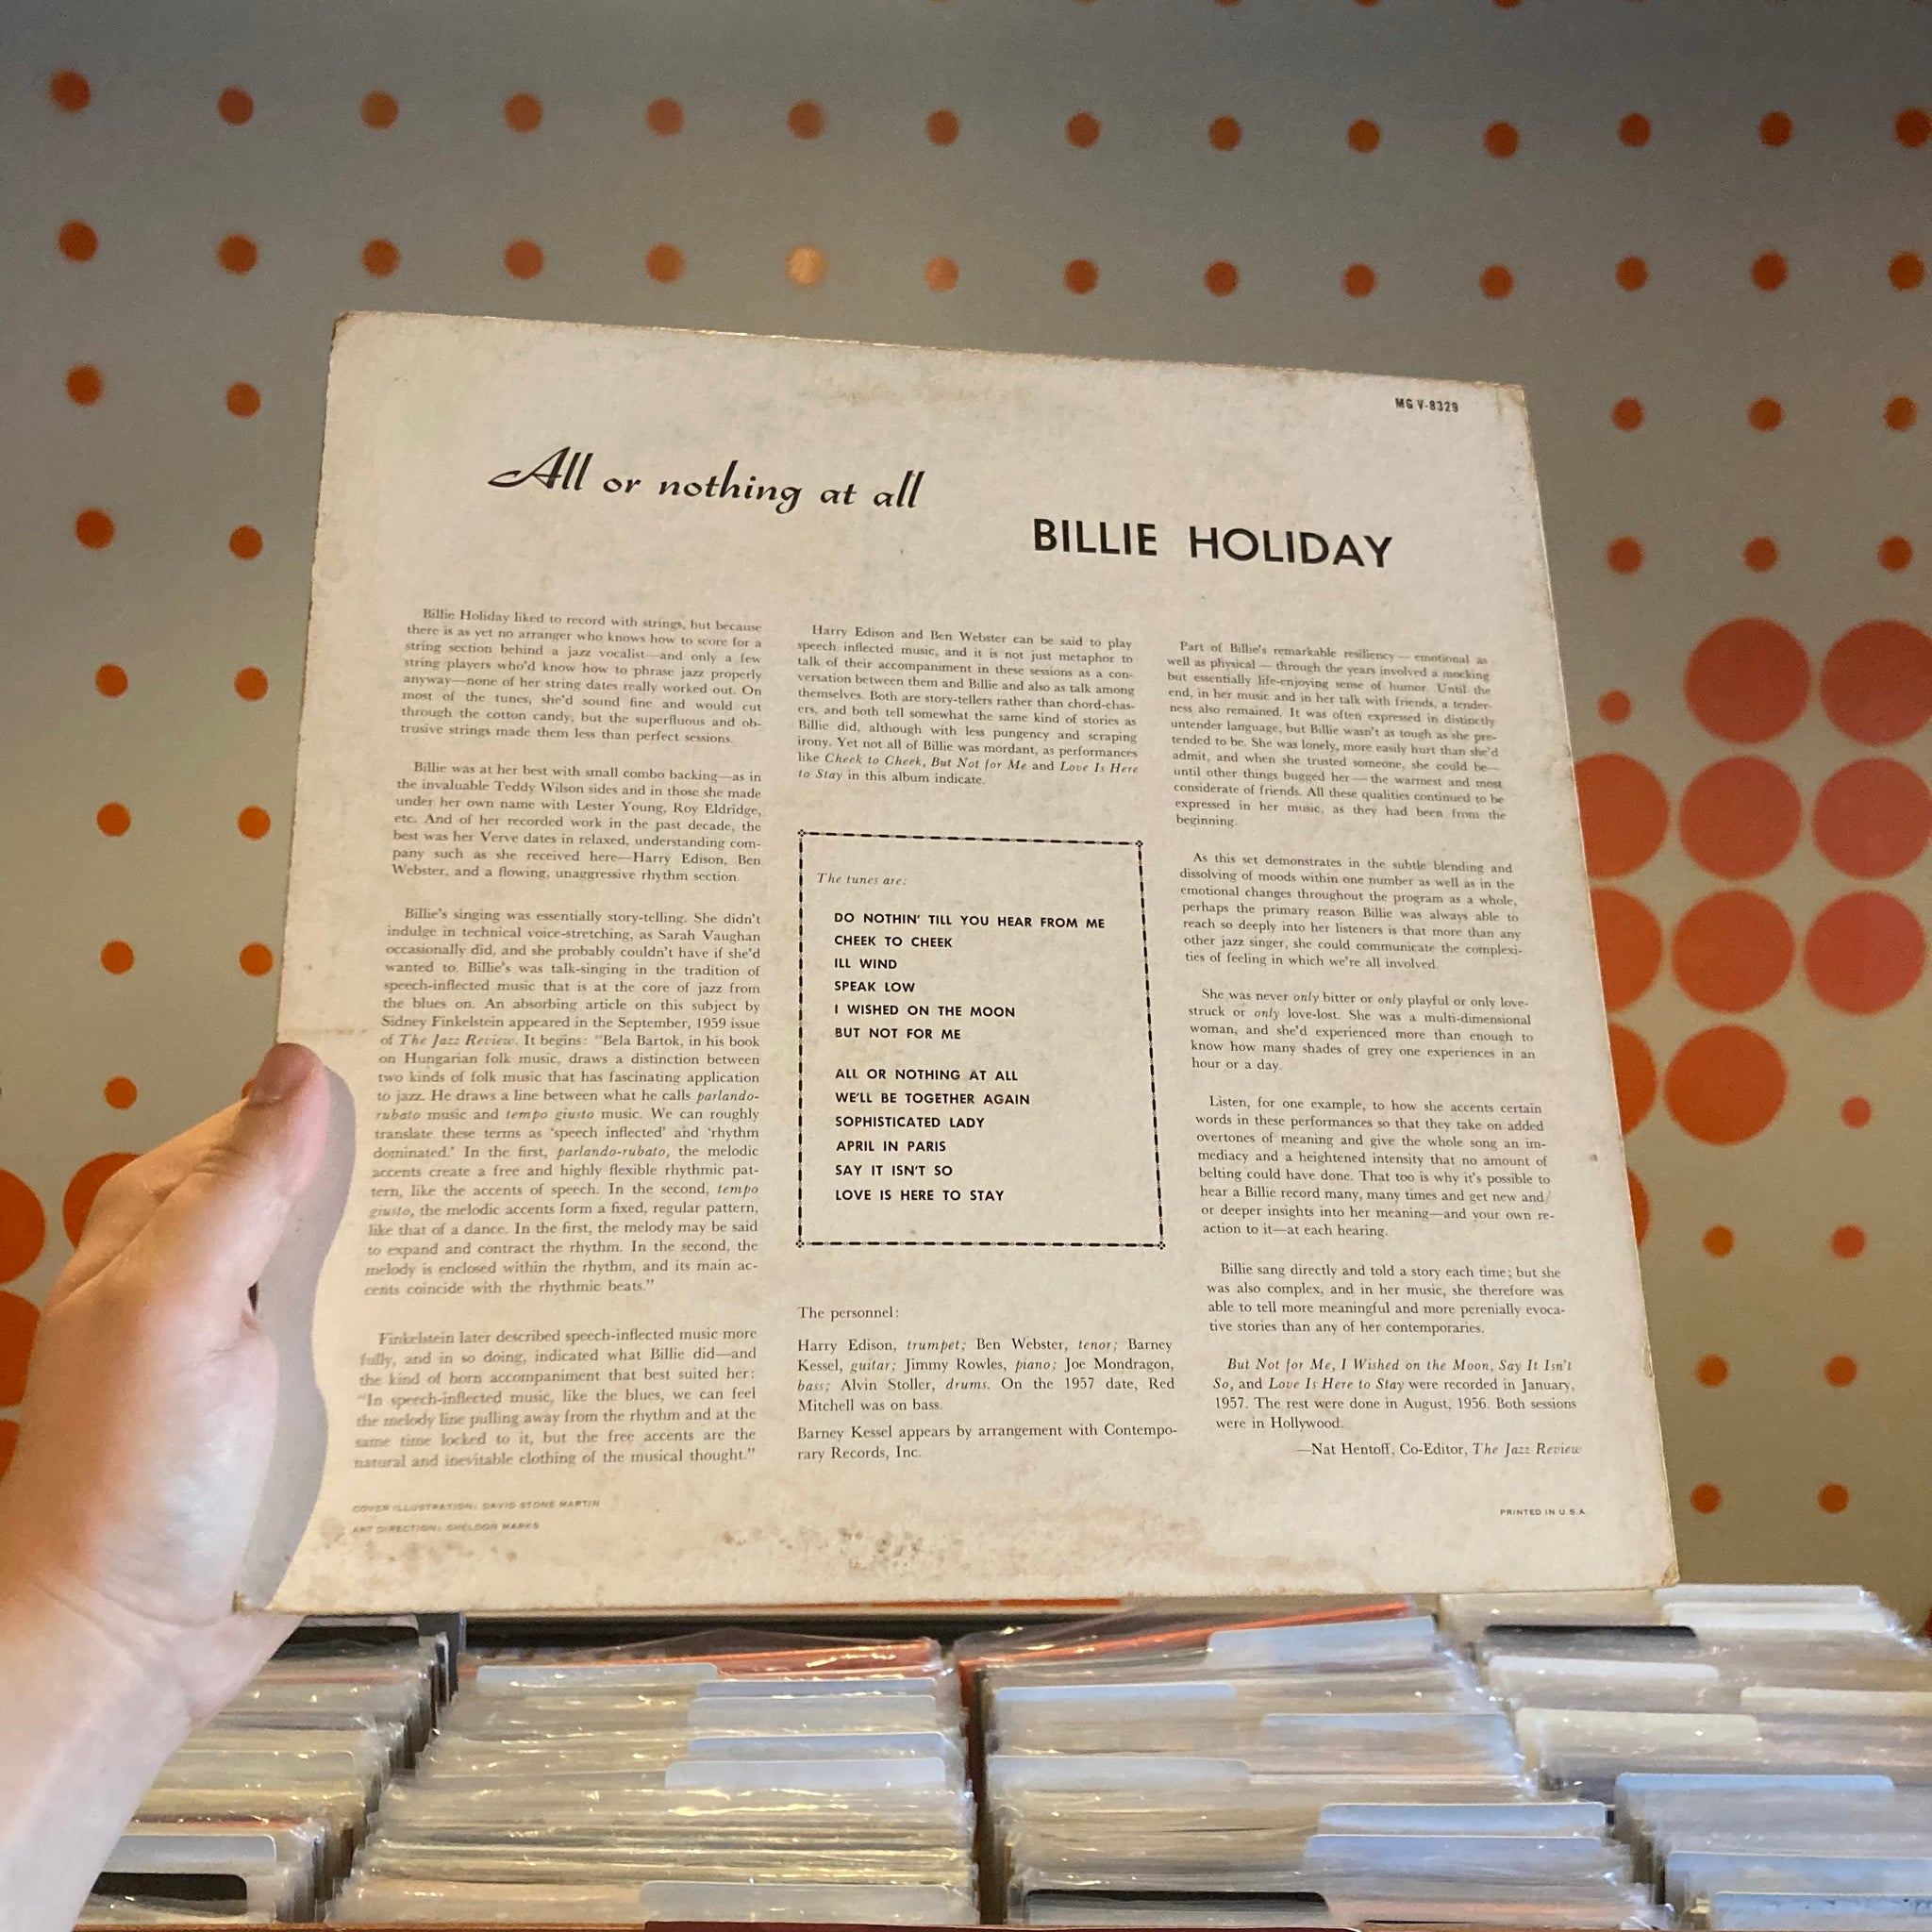 MG V-8329
All or nothing at all
BILLIE HOLIDAY
Billie Holiday liked to record with strings, but because
there is as yet no arranger who knows how to score for a
string section behind a jazz vocalist—and only a few
string players who'd know how to phrase jazz properly
anyway—none of her string dates really worked out. On
most of the tunes, she'd sound fine and would cut
through the cotton candy, but the superfluous and ob-
trusive strings made them less than perfect sessions.
Billie was at her best with small combo backing—as in
the invaluable Teddy Wilson sides and in those she made
under her own name with Lester Young, Roy Eldridge,
etc. And of her recorded work in the past decade, the
best was her Verve dates in relaxed, understanding com-
pany such as she received here—Harry Edison, Ben
Webster, and a flowing, unaggressive rhythm section.
Billie's singing was essentially story-telling. She didn't
indulge in technical voice-stretching, as Sarah Vaughan
occasionally did, and she probably couldn't have if she'd
wanted to. Billie's was talk-singing in the tradition of
speech-inflected music that is at the core of jazz from
the blues on. An absorbing article on this subject by
Sidney Finkelstein appeared in the September, 1959 issue
of The Jazz Review. It begins: "Bela Bartok, in his book
on Hungarian folk music, draws a distinction between
two kinds of folk music that has fascinating application
to jazz. He draws a line between what he calls parlando-
rubato music and tempo giusto music. We can roughly
translate these terms as 'speech inflected' and 'rhythm
dominated.' In the first, parlando-rubato, the melodic
accents create a free and highly flexible rhythmic pat-
tern, like the accents of speech. In the second, tempo
giusto, the melodic accents form a fixed, regular pattern,
like that of a dance. In the first, the melody may be said
to expand and contract the rhythm. In the second, the
melody is enclosed within the rhythm, and its main ac-
cents coincide with the rhythmic beats."
Finkelstein later described speech-inflected music more
fully, and in so doing, indicated what Billie did—and
the kind of horn accompaniment that best suited her:
"In speech-inflected music, like the blues, we can feel
the melody line pulling away from the rhythm and at the
same time locked to it, but the free accents are the
natural and inevitable clothing of the musical thought."
COVER ILLUSTRATION: DAVID STONE MARTIN
ART DIRECTION: SHELDON MARKS
Harry Edison and Ben Webster can be said to play
speech inflected music, and it is not just metaphor to
talk of their accompaniment in these sessions as a con-
versation between them and Billie and also as talk among
themselves. Both are story-tellers rather than chord-chas-
ers, and both tell somewhat the same kind of stories as
Billie did, although with less pungency and scraping
irony. Yet not all of Billie was mordant, as performances
like Cheek to Cheek, But Not for Me and Love Is Here
to Stay in this album indicate.
The tunes are:
DO NOTHIN' TILL YOU HEAR FROM ME
CHEEK TO CHEEK
ILL WIND
SPEAK LOW
I WISHED ON THE MOON
BUT NOT FOR ME
ALL OR NOTHING AT ALL
WE'LL BE TOGETHER AGAIN
SOPHISTICATED LADY
APRIL IN PARIS
SAY IT ISN'T SO
LOVE IS HERE TO STAY
The personnel:
Harry Edison, trumpet; Ben Webster, tenor; Barney
Kessel, guitar; Jimmy Rowles, piano; Joe Mondragon,
bass; Alvin Stoller, drums. On the 1957 date, Red
Mitchell was on bass.
Barney Kessel appears by arrangement with Contempo-
rary Records, Inc.
Part of Billie's remarkable resiliency — emotional as
well as physical — through the years involved a mocking
but essentially life-enjoying sense of humor. Until the
end, in her music and in her talk with friends, a tender-
ness also remained. It was often expressed in distinctly
untender language, but Billie wasn't as tough as she pre-
tended to be. She was lonely, more easily hurt than she'd
admit, and when she trusted someone, she could be—
until other things bugged her — the warmest and most
considerate of friends. All these qualities continued to be
expressed in her music, as they had been from the
beginning.
As this set demonstrates in the subtle blending and
dissolving of moods within one number as well as in the
emotional changes throughout the program as a whole,
perhaps the primary reason Billie was always able to
reach so deeply into her listeners is that more than any
other jazz singer, she could communicate the complexi-
ties of feeling in which we're all involved.
She was never only bitter or only playful or only love-
struck or only love-lost. She was a multi-dimensional
woman, and she'd experienced more than enough to
know how many shades of grey one experiences in an
hour or a day.
Listen, for one example, to how she accents certain
words in these performances so that they take on added
overtones of meaning and give the whole song an im-
mediacy and a heightened intensity that no amount of
belting could have done. That too is why it's possible to
hear a Billie record many, many times and get new and/
or deeper insights into her meaning—and your own re-
action to it—at each hearing.
Billie sang directly and told a story each time; but she
was also complex, and in her music, she therefore was
able to tell more meaningful and more perenially evoca-
tive stories than any of her contemporaries.
But Not for Me, I Wished on the Moon, Say It Isn't
So, and Love Is Here to Stay were recorded in January,
1957. The rest were done in August, 1956. Both sessions
were in Hollywood.
—Nat Hentoff, Co-Editor, The Jazz Review
PRINTED IN U.S.A.